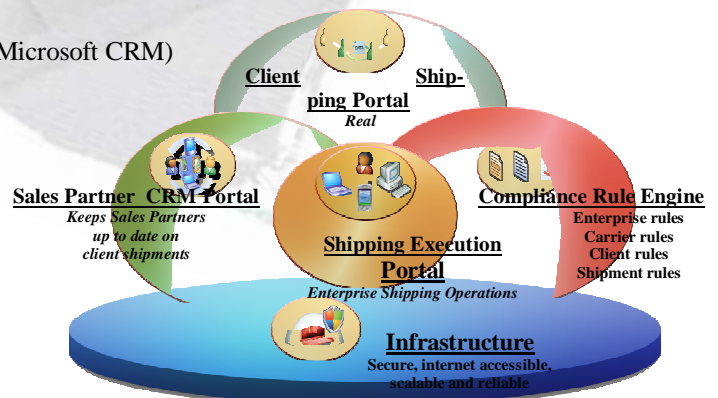 Microsoft CRM)
Client Ship-
ping Portal
Real
Sales Partner CRM Portal
Keeps Sales Partners
up to date on
client shipments
Compliance Rule Engine
Enterprise rules
Carrier rules
Client rules
Shipment rules
Shipping Execution
Portal
Enterprise Shipping Operations
Infrastructure
Secure, internet accessible,
scalable and reliable